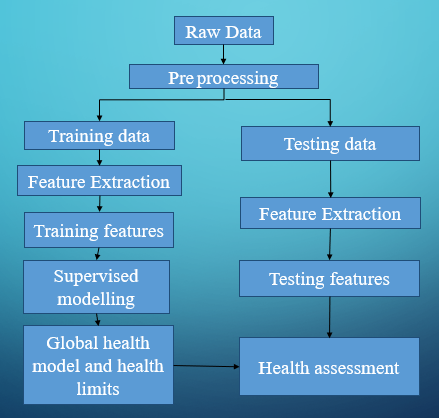 Raw Data
Pre processing
Training data
Feature Extraction
Training features
Supervised
modelling
Global health
model and health
limits
Testing data
Feature Extraction
Testing features
Health assessment